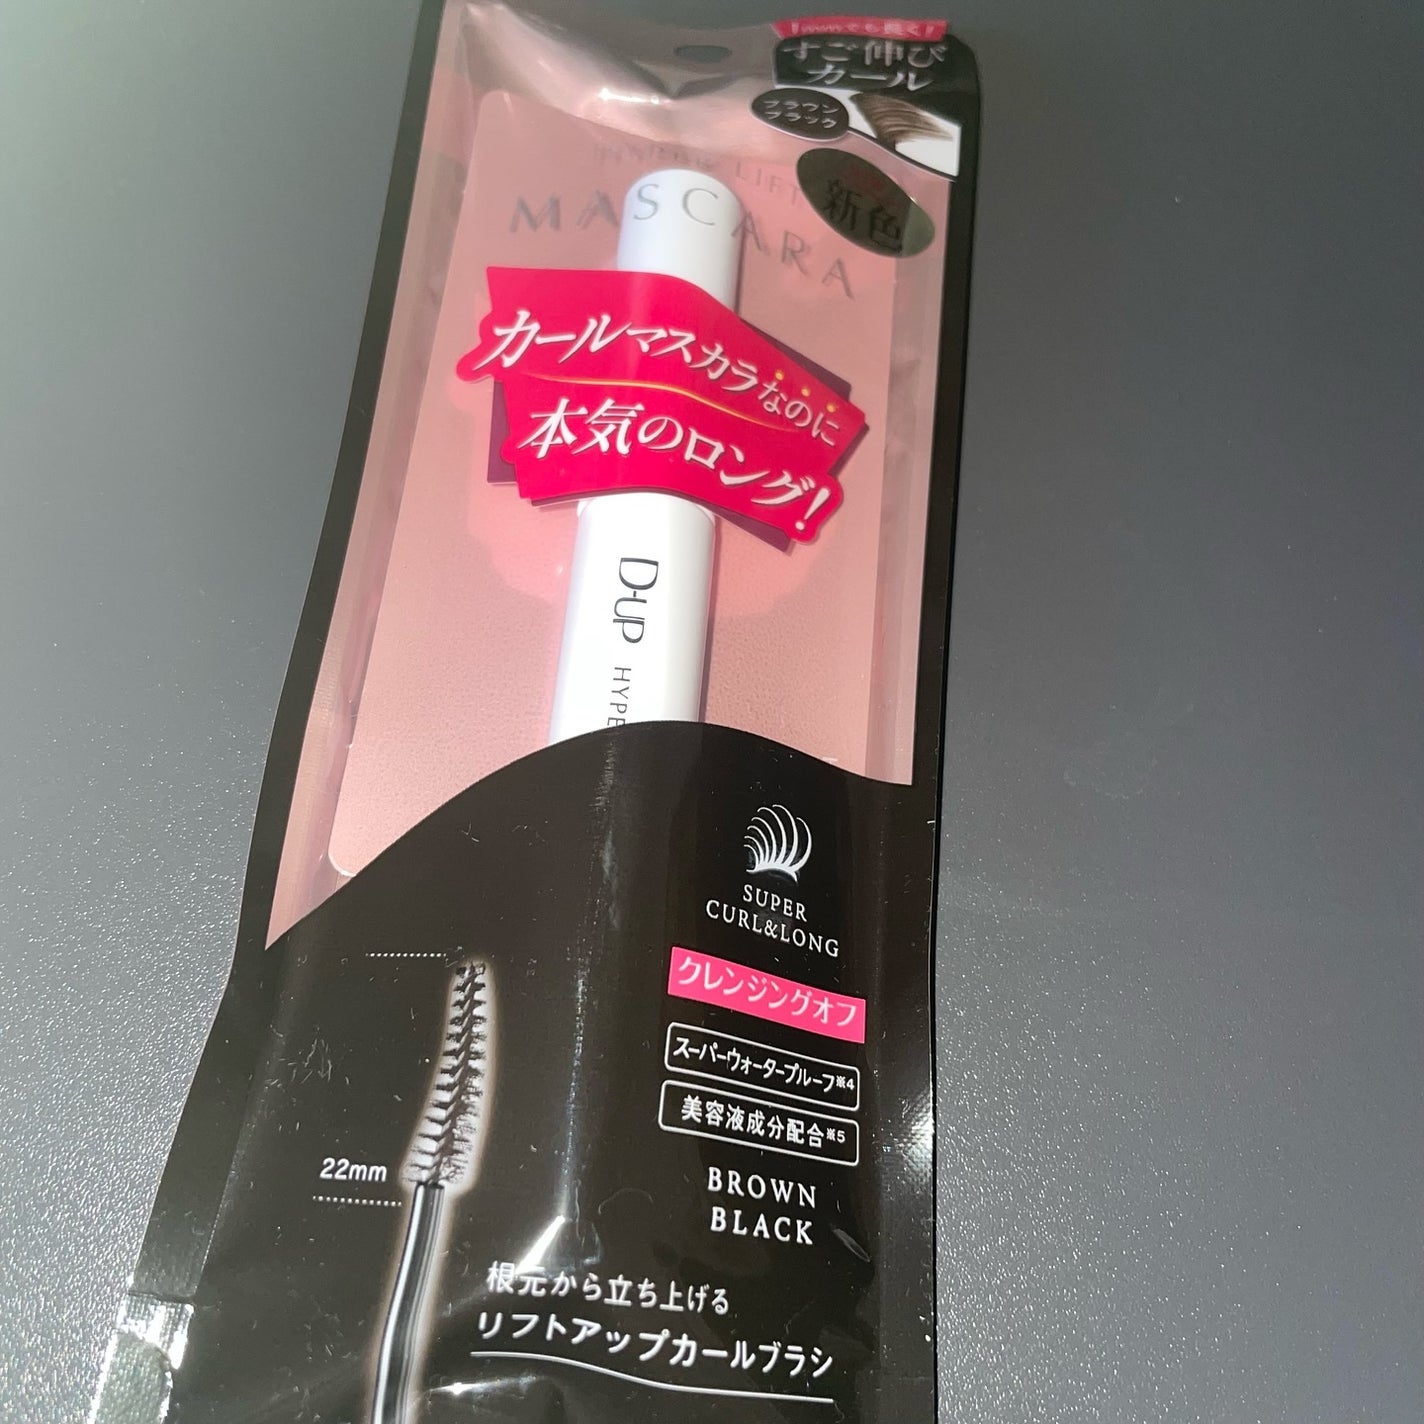 1mmでも長く!
すご伸び
カール
ブラウン
ブラック
LIFT
MASCARA
新色
カールマスカラなのに
本気のロング!
D-UP
HYPE
SUPER
CURL&LONG
クレンジングオフ
スーパーウォータープルーフ※4
美容液成分配合※5
22mm
BROWN
BLACK
根元から立ち上げる
リフトアップカールブラシ